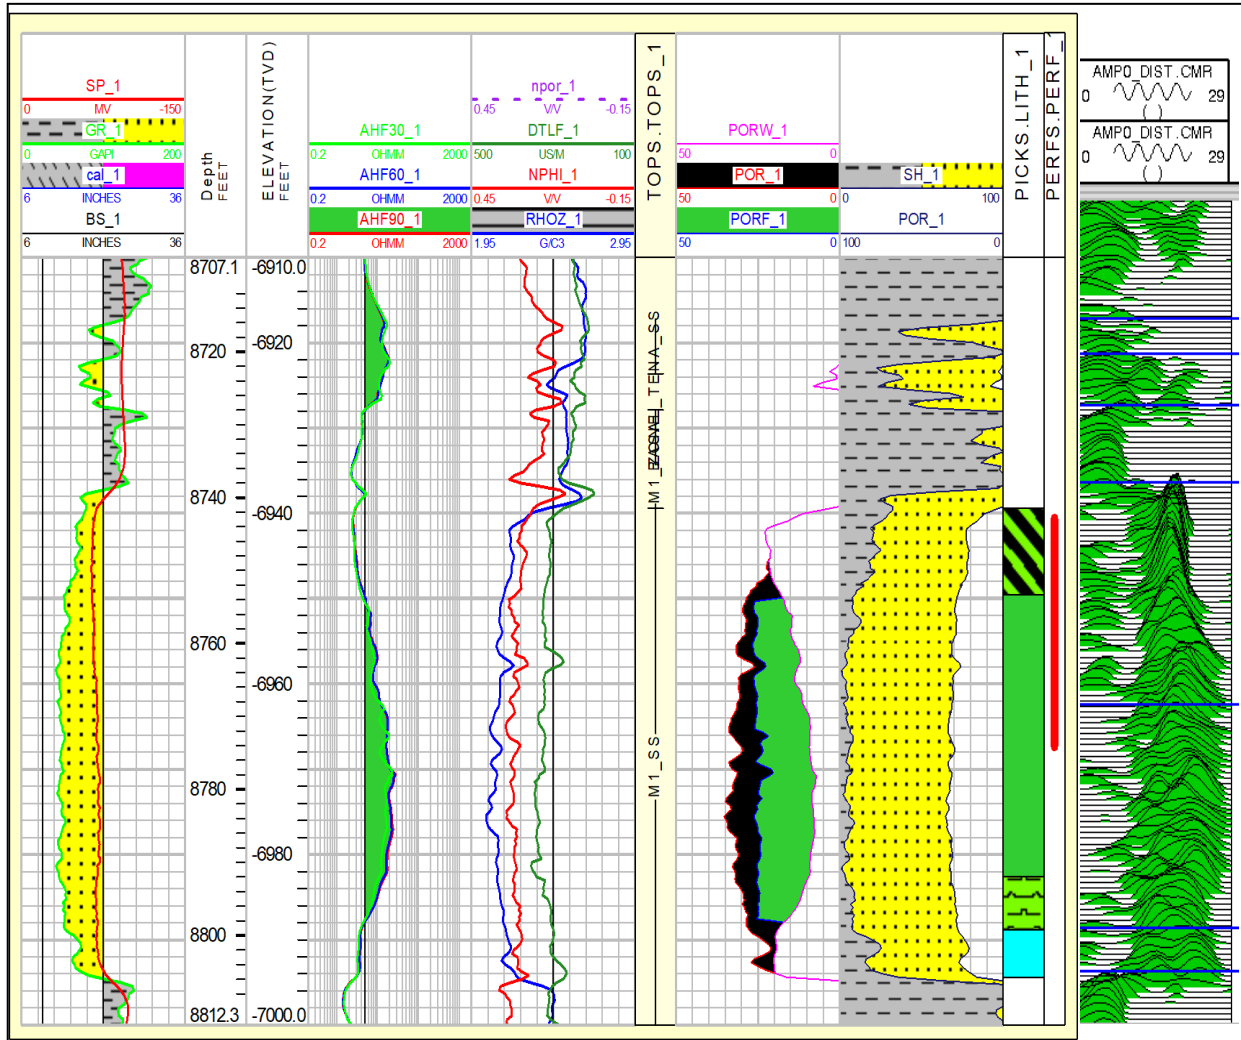 SP_1
0 MV -150
GR_1
0 GAPI 200
cal_1
6 INCHES 36
BS_1
6 INCHES 36
Depth
FEET
ELEVATION(TVD)
FEET
AHF30_1
0.2 OHMM 2000
AHF60_1
0.2 OHMM 2000
AHF90_1
0.2 OHMM 2000
npor_1
0.45 V/V -0.15
DTLF_1
500 US/M 100
NPHI_1
0.45 V/V -0.15
RHOZ_1
1.95 G/C3 2.95
TOPS.TOPS_1
PORW_1
50 0
POR_1
50 0
PORF_1
50 0
SH_1
0 100
POR_1
100 0
PICKS.LITH_1
PERFS.PERF_
AMP0_DIST.CMR
0 29
( )
AMP0_DIST.CMR
0 29
( )
8707.1
8720
8740
8760
8780
8800
8812.3
-6910.0
-6920
-6940
-6960
-6980
-7000.0
TENA_SS
M1_
M1_SS